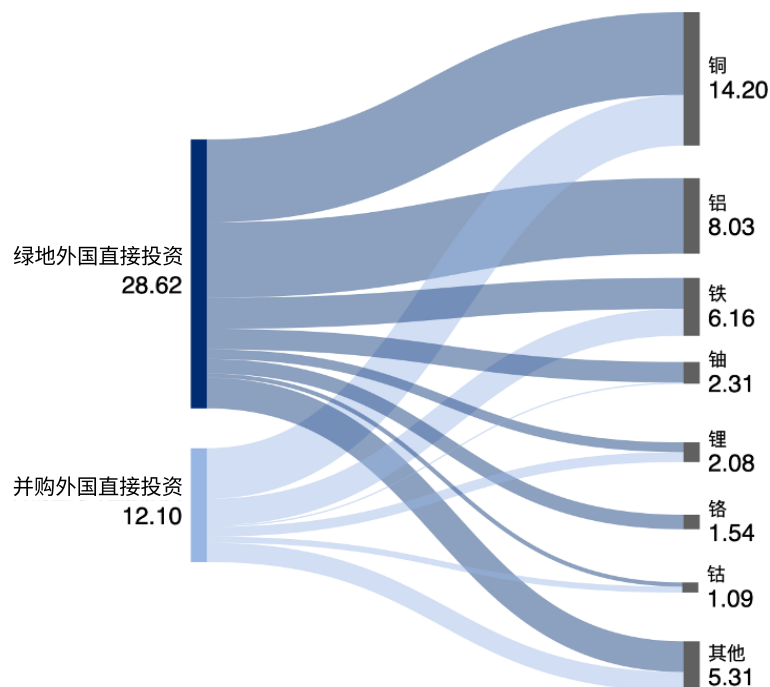 绿地外国直接投资
28.62
并购外国直接投资
12.10
铜
14.20
铝
8.03
铁
6.16
铀
2.31
锂
2.08
铬
1.54
钴
1.09
其他
5.31